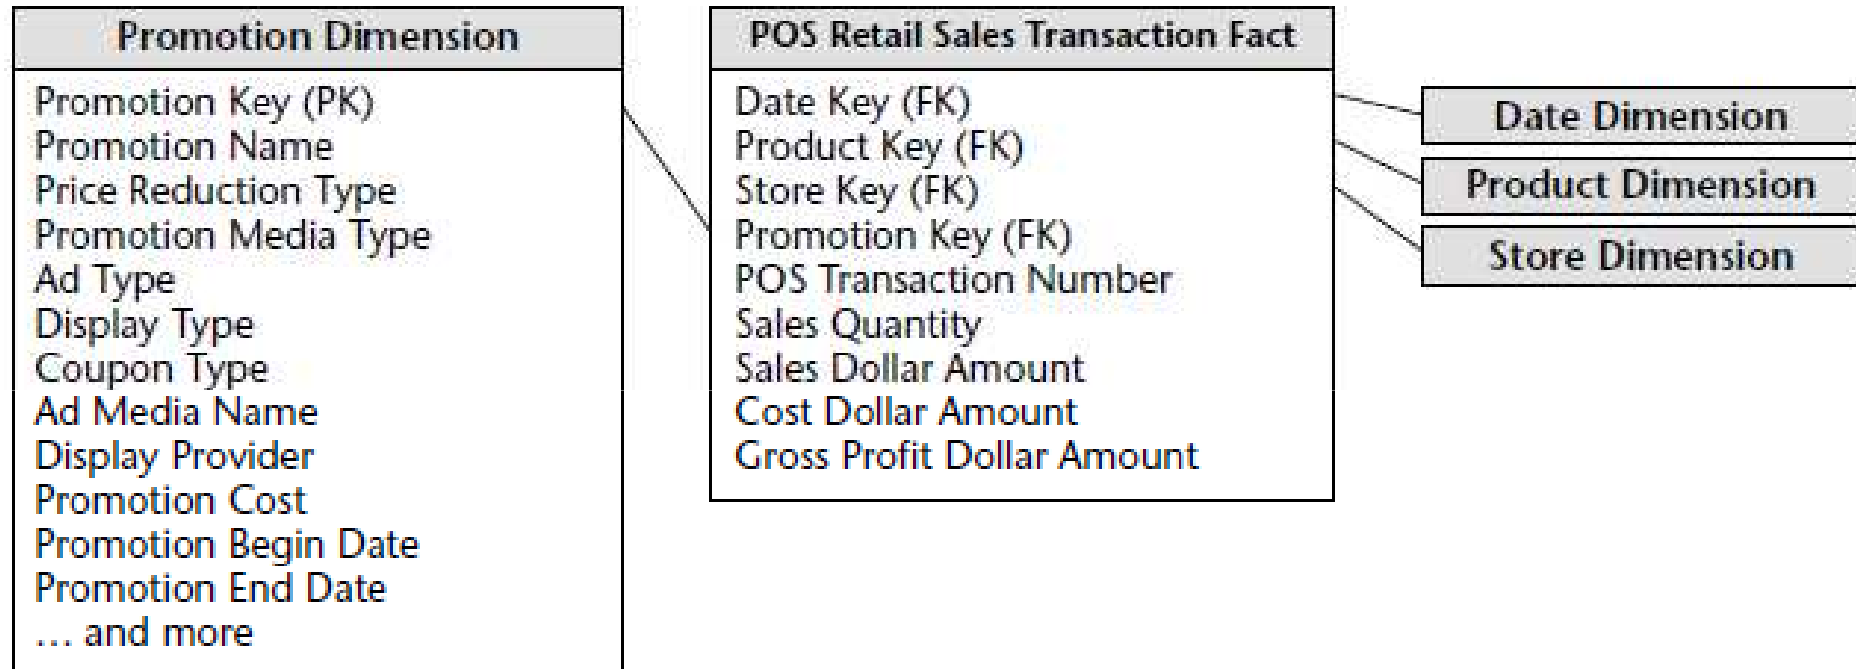 Promotion Dimension
Promotion Key (PK)
Promotion Name
Price Reduction Type
Promotion Media Type
Ad Type
Display Type
Coupon Type
Ad Media Name
Display Provider
Promotion Cost
Promotion Begin Date
Promotion End Date
... and more
POS Retail Sales Transaction Fact
Date Key (FK)
Product Key (FK)
Store Key (FK)
Promotion Key (FK)
POS Transaction Number
Sales Quantity
Sales Dollar Amount
Cost Dollar Amount
Gross Profit Dollar Amount
Date Dimension
Product Dimension
Store Dimension